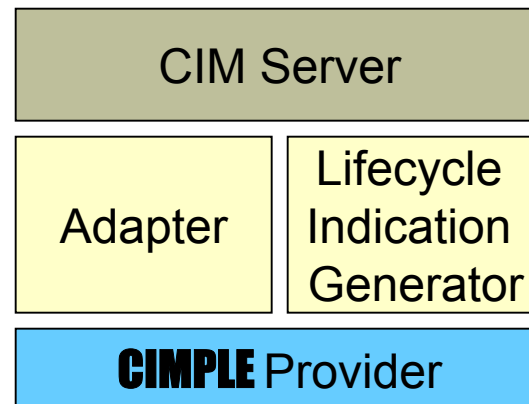 CIM Server
Adapter
Lifecycle
Indication
Generator
CIMPLE Provider